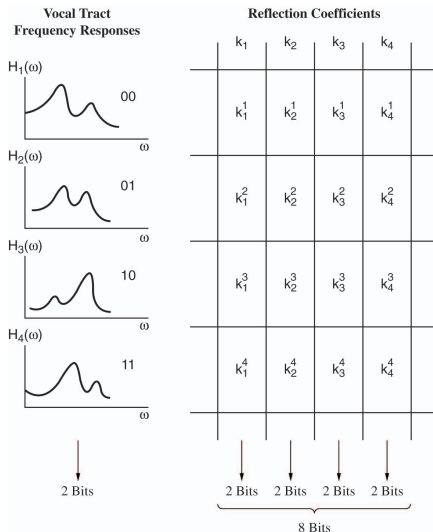 Vocal Tract
Frequency Responses
Reflection Coefficients
k₁ k₂ k₃ k₄
H₁(ω)
00
ω
k₁¹ k₂¹ k₃¹ k₄¹
H₂(ω)
01
ω
k₁² k₂² k₃² k₄²
H₃(ω)
10
ω
k₁³ k₂³ k₃³ k₄³
H₄(ω)
11
ω
k₁⁴ k₂⁴ k₃⁴ k₄⁴
2 Bits
2 Bits 2 Bits 2 Bits 2 Bits
8 Bits